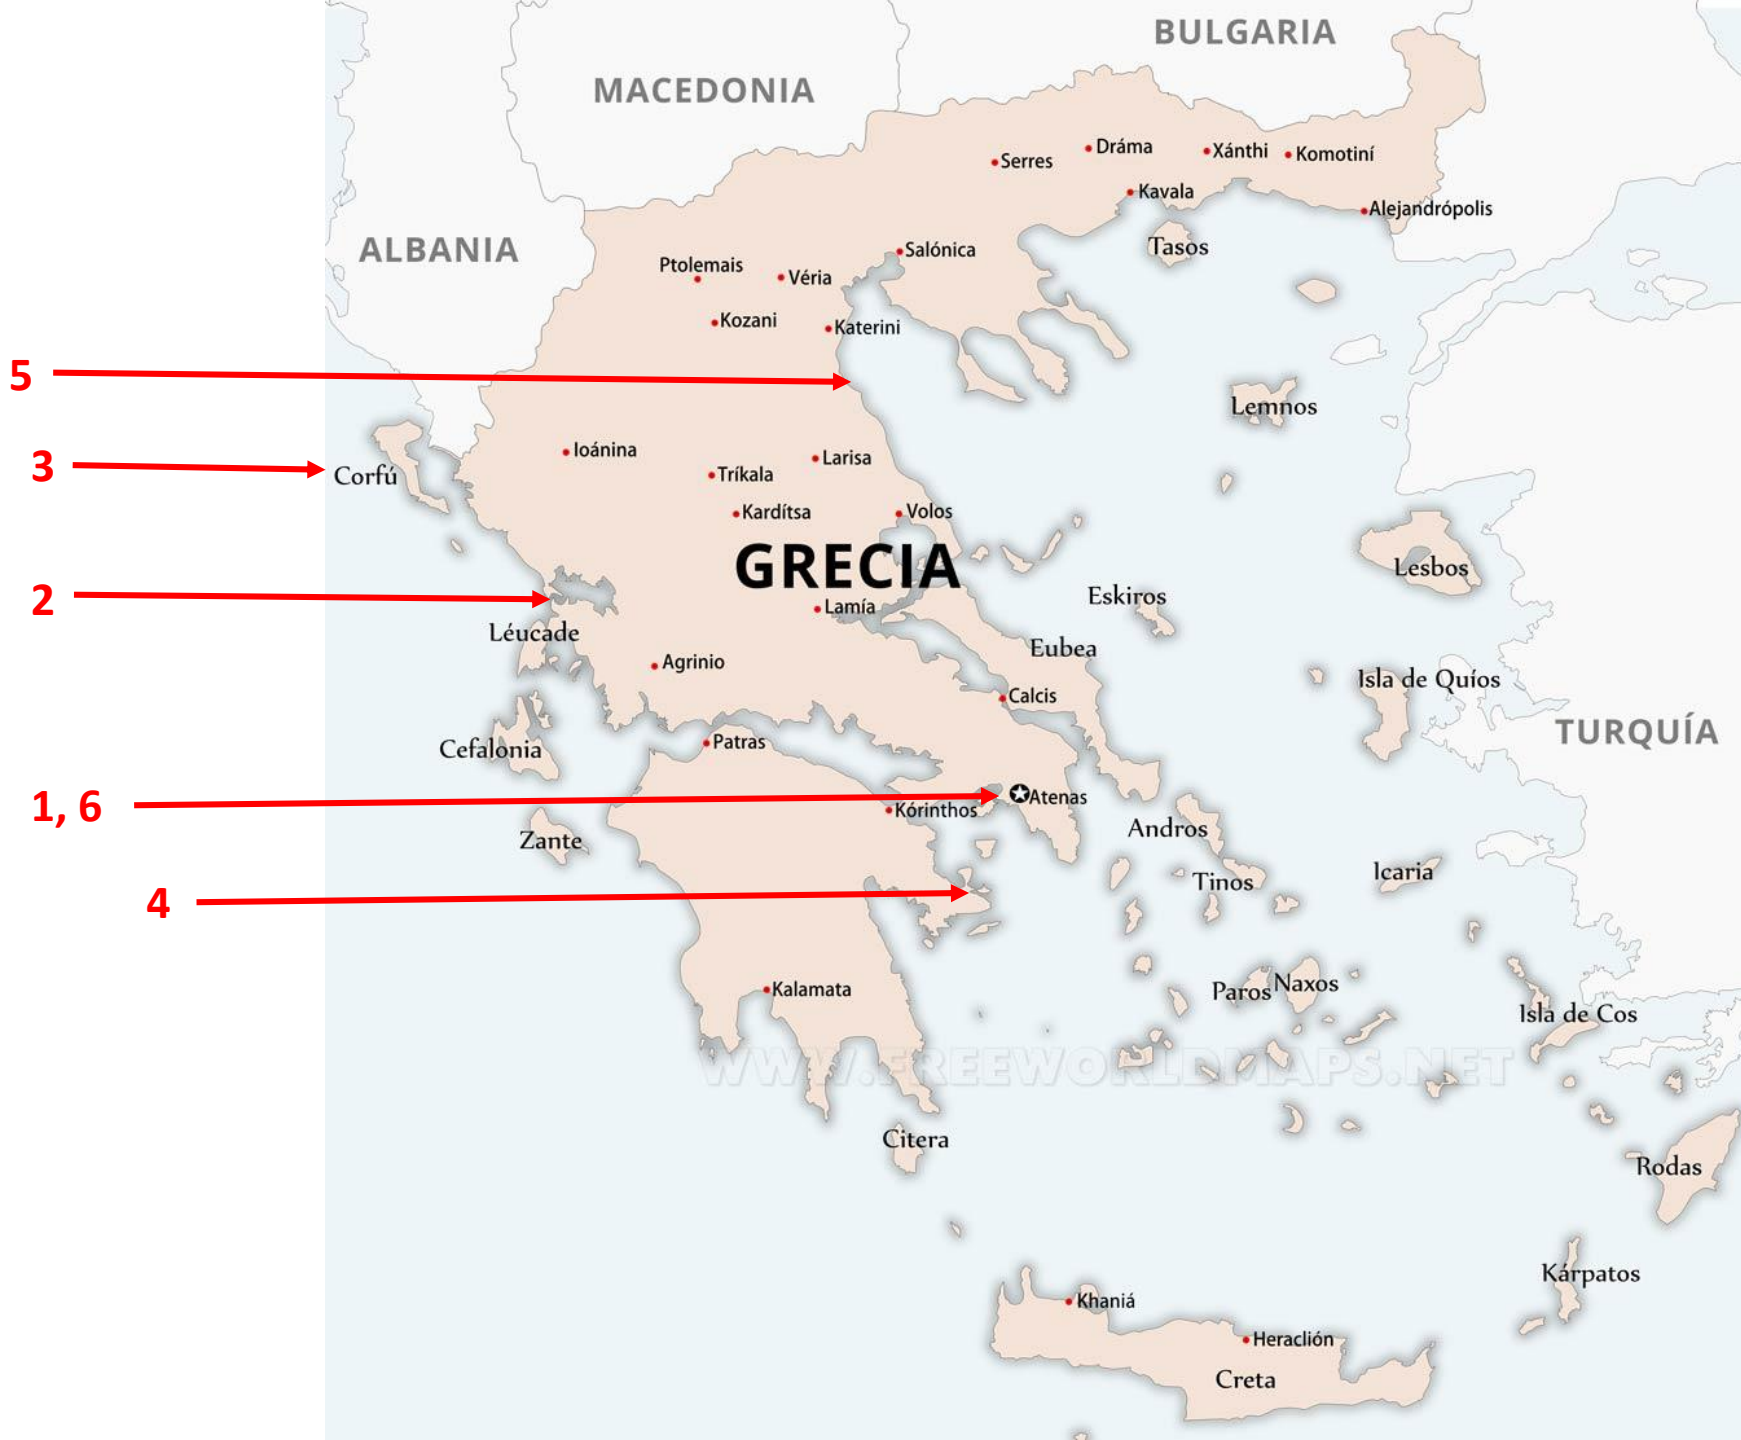 BULGARIA
MACEDONIA
Dráma
Xánthi
Komotiní
Serres
Kavala
Alejandrópolis
ALBANIA
Salónica
Tasos
Ptolemais
Véria
Kozani
Katerini
5
Lemnos
Ioánina
Larisa
3
Corfú
Tríkala
Kardítsa
Volos
GRECIA
Lesbos
2
Eskiros
Lamía
Léucade
Eubea
Agrinio
Isla de Quíos
Calcis
TURQUÍA
Patras
Cefalonia
1, 6
Atenas
Kórinthos
Andros
Zante
Icaria
Tinos
4
Kalamata
Paros
Naxos
Isla de Cos
WWW.FREEWORLDMAPS.NET
Citera
Rodas
Kárpatos
Khaniá
Heraclión
Creta